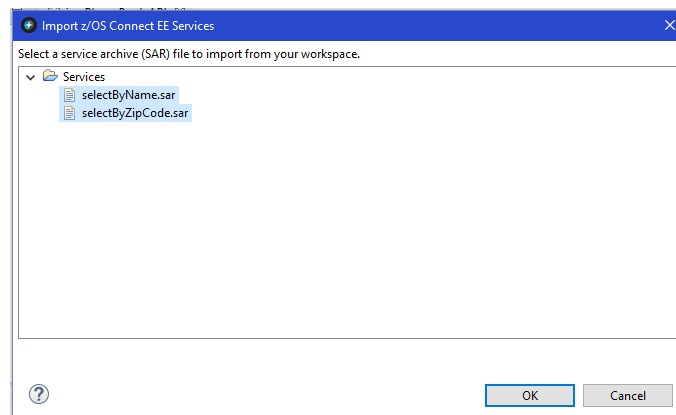 Import z/OS Connect EE Services
Select a service archive (SAR) file to import from your workspace.
Services
selectByName.sar
selectByZipCode.sar
OK
Cancel